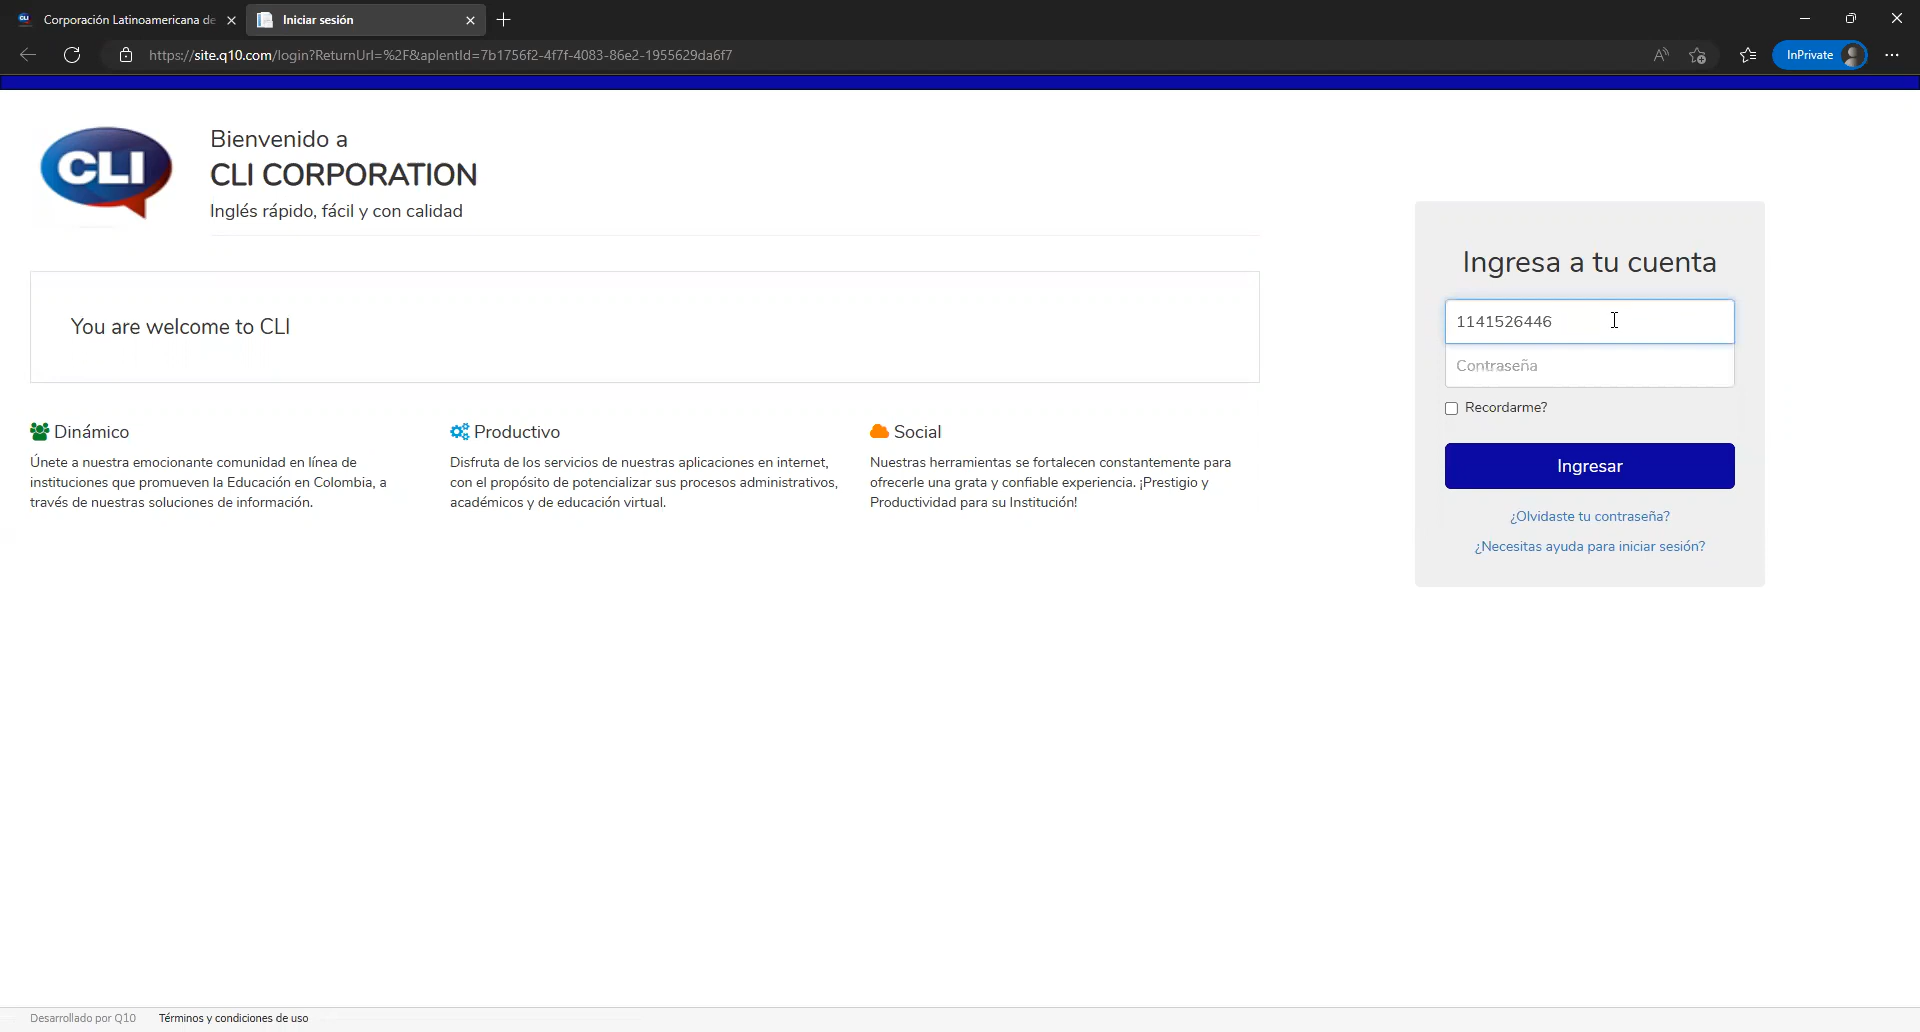 Corporación Latinoamericana de
Iniciar sesión
https://site.q10.com/login?ReturnUrl=%2F&aplentId=7b1756f2-4f7f-4083-86e2-1955629da6f7
InPrivate
CLI
Bienvenido a
CLI CORPORATION
Inglés rápido, fácil y con calidad
You are welcome to CLI
Dinámico
Únete a nuestra emocionante comunidad en línea de
instituciones que promueven la Educación en Colombia, a
través de nuestras soluciones de información.
Productivo
Disfruta de los servicios de nuestras aplicaciones en internet,
con el propósito de potencializar sus procesos administrativos,
académicos y de educación virtual.
Social
Nuestras herramientas se fortalecen constantemente para
ofrecerle una grata y confiable experiencia. ¡Prestigio y
Productividad para su Institución!
Ingresa a tu cuenta
1141526446
Contraseña
Recordarme?
Ingresar
¿Olvidaste tu contraseña?
¿Necesitas ayuda para iniciar sesión?
Desarrollado por Q10
Términos y condiciones de uso